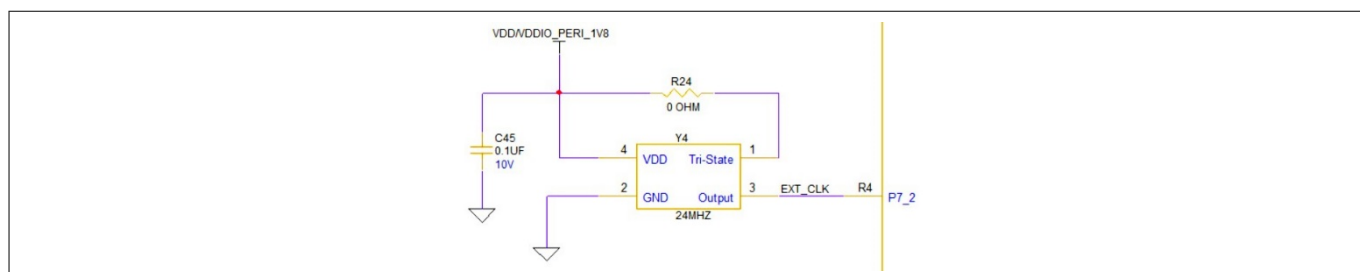 VDD/VDDIO_PERI_1V8
R24
0 OHM
C45
0.1UF
10V
Y4
4 VDD Tri-State 1
2 GND Output 3 EXT_CLK R4 P7_2
24MHZ